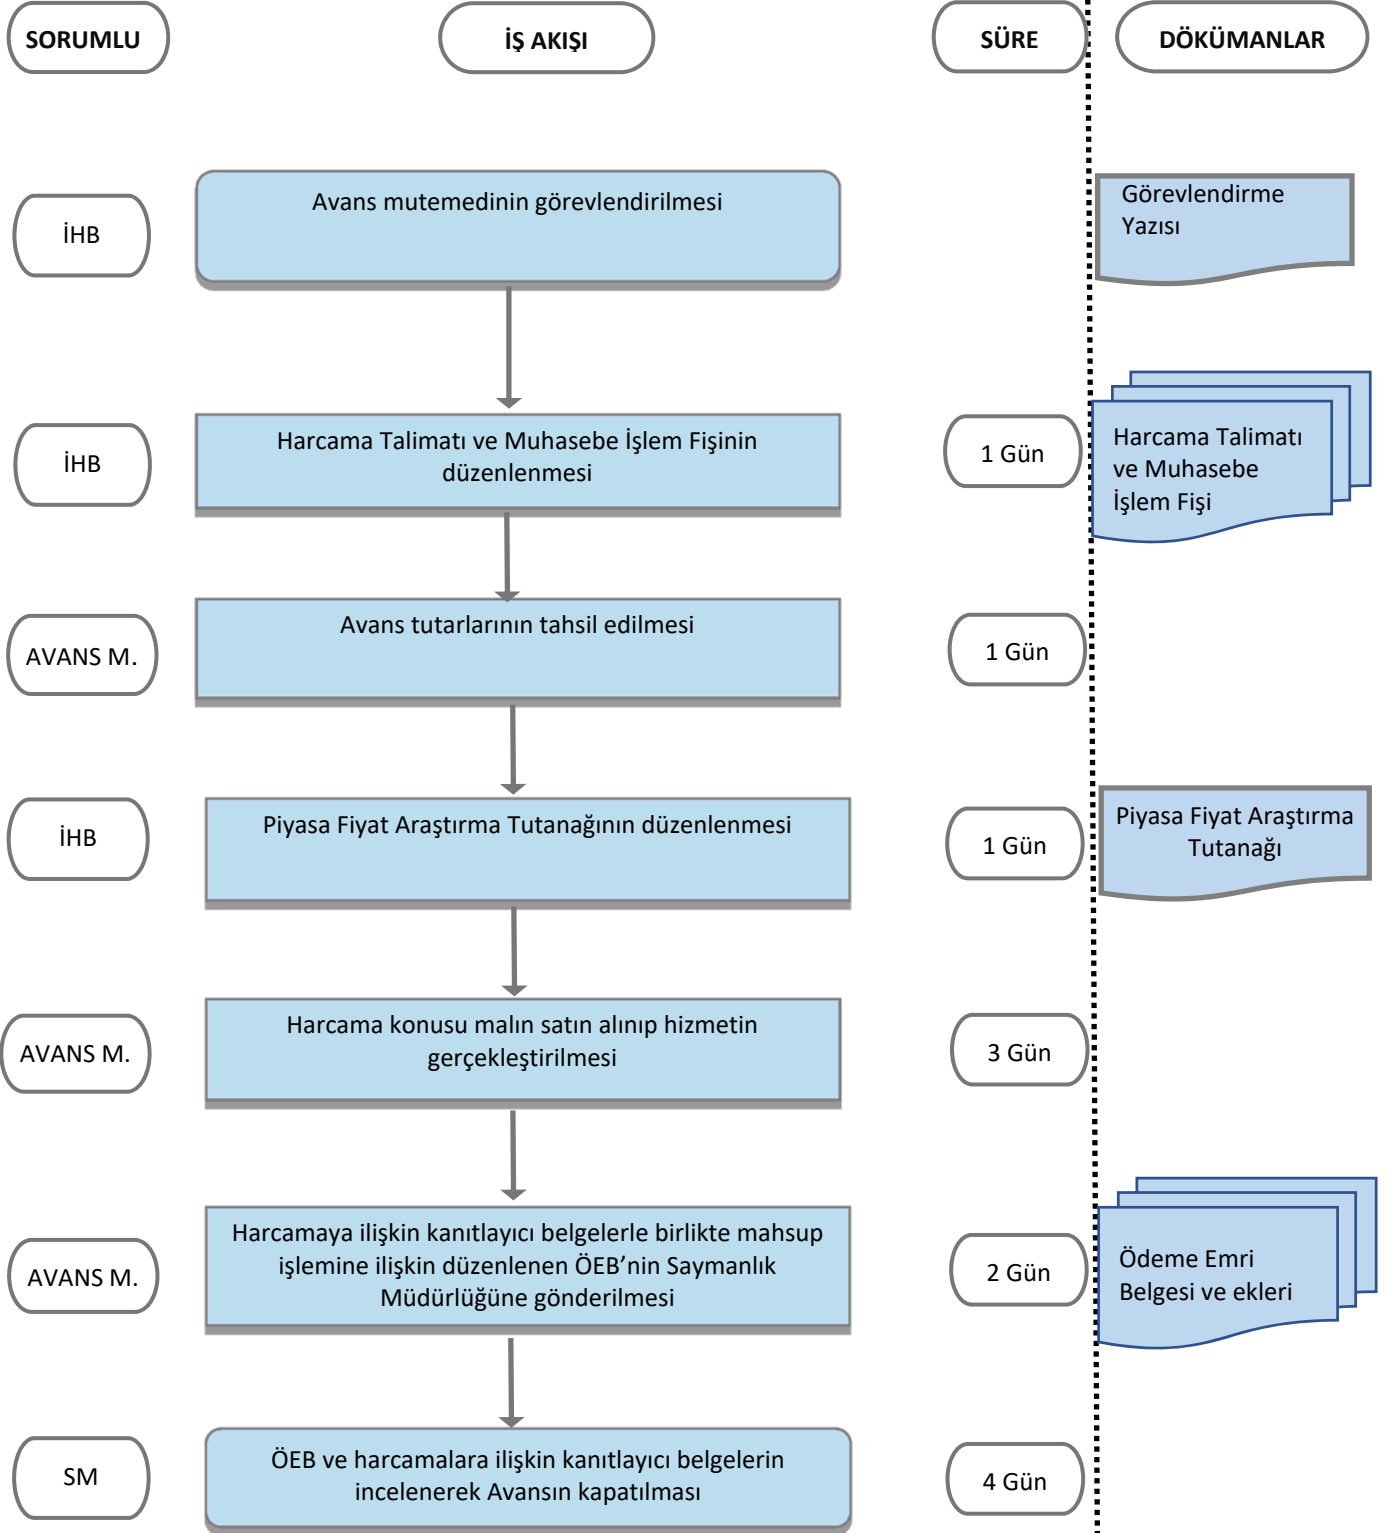 SORUMLU
İŞ AKIŞI
SÜRE
DÖKÜMANLAR
İHB
Avans mutemedinin görevlendirilmesi
Görevlendirme
Yazısı
İHB
Harcama Talimatı ve Muhasebe İşlem Fişinin
düzenlenmesi
1 Gün
Harcama Talimatı
ve Muhasebe
İşlem Fişi
AVANS M.
Avans tutarlarının tahsil edilmesi
1 Gün
İHB
Piyasa Fiyat Araştırma Tutanağının düzenlenmesi
1 Gün
Piyasa Fiyat Araştırma
Tutanağı
AVANS M.
Harcama konusu malın satın alınıp hizmetin
gerçekleştirilmesi
3 Gün
AVANS M.
Harcamaya ilişkin kanıtlayıcı belgelerle birlikte mahsup
işlemine ilişkin düzenlenen ÖEB’nin Saymanlık
Müdürlüğüne gönderilmesi
2 Gün
Ödeme Emri
Belgesi ve ekleri
SM
ÖEB ve harcamalara ilişkin kanıtlayıcı belgelerin
incelenerek Avansın kapatılması
4 Gün